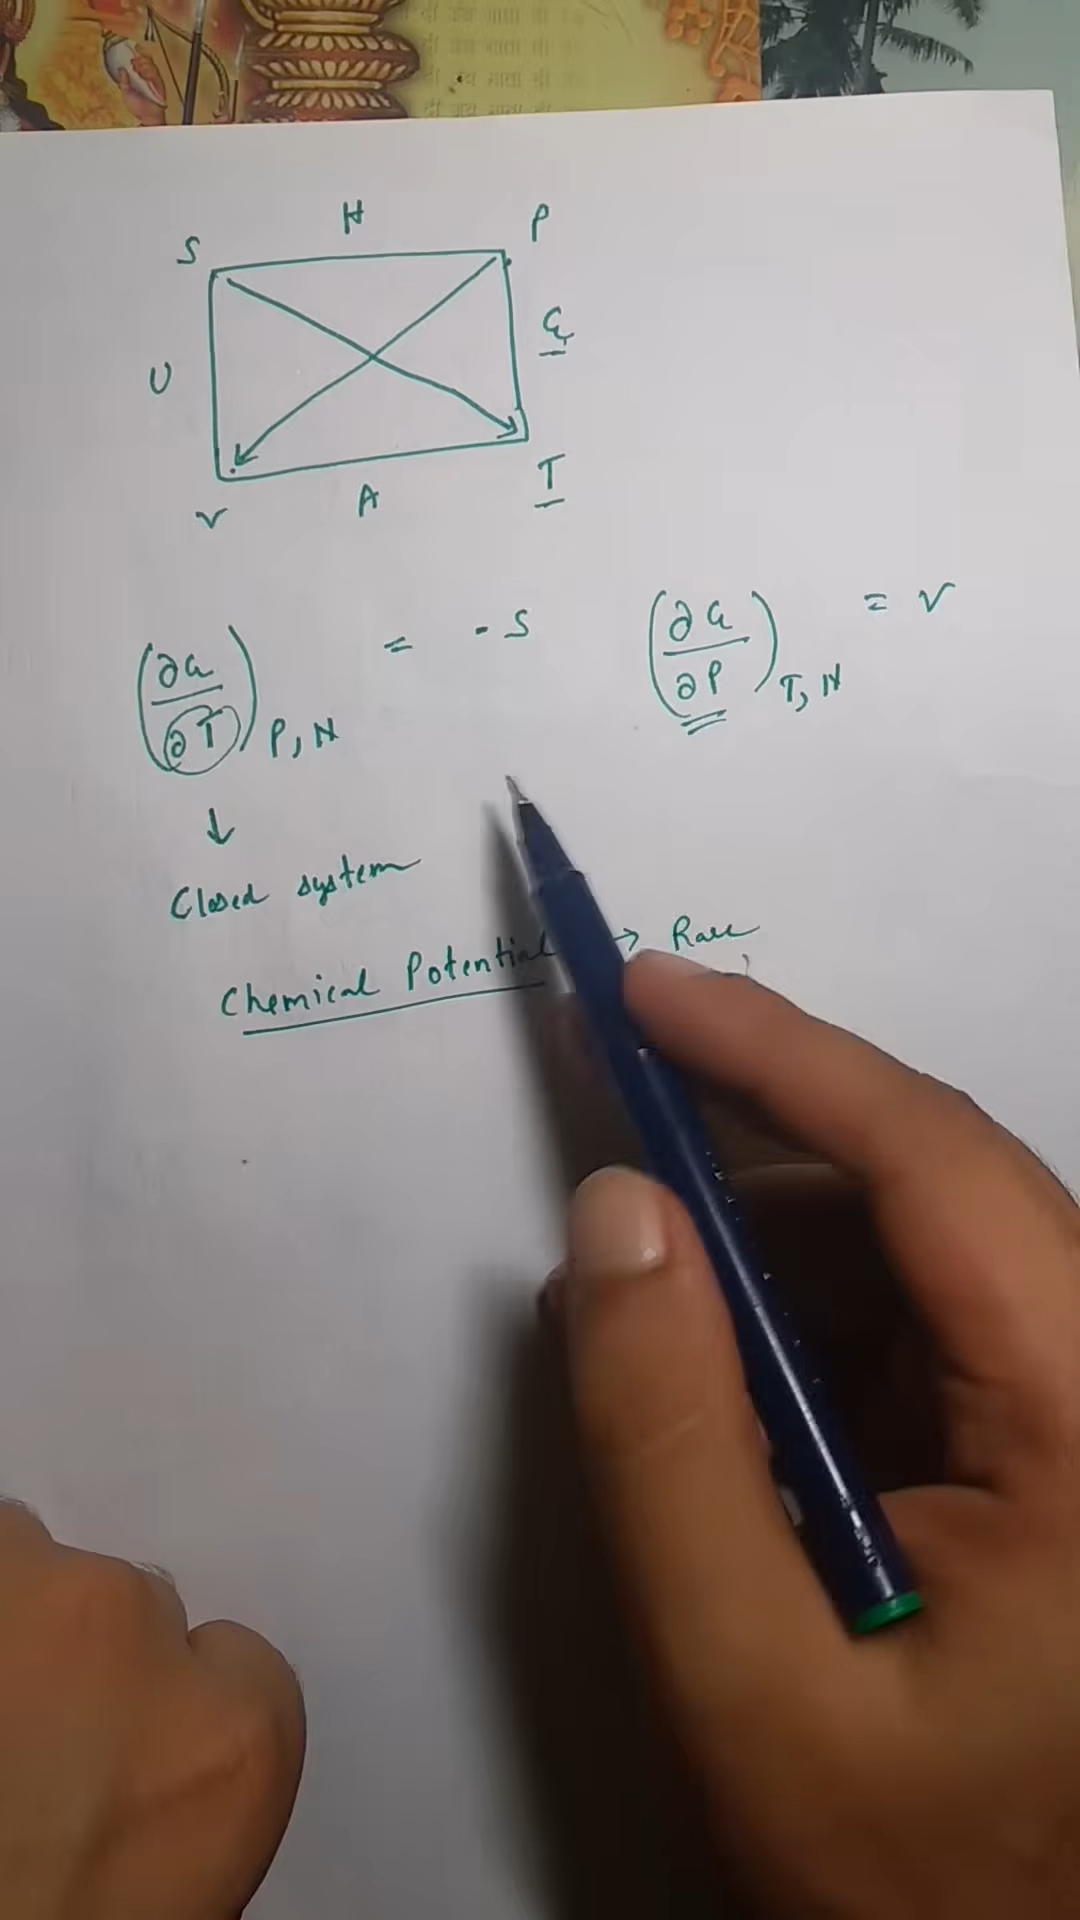 H
S P
U G
V A T
(∂G/∂T)P,N = -S (∂G/∂P)T,N = V
↓
Closed system
Chemical Potential → Rate